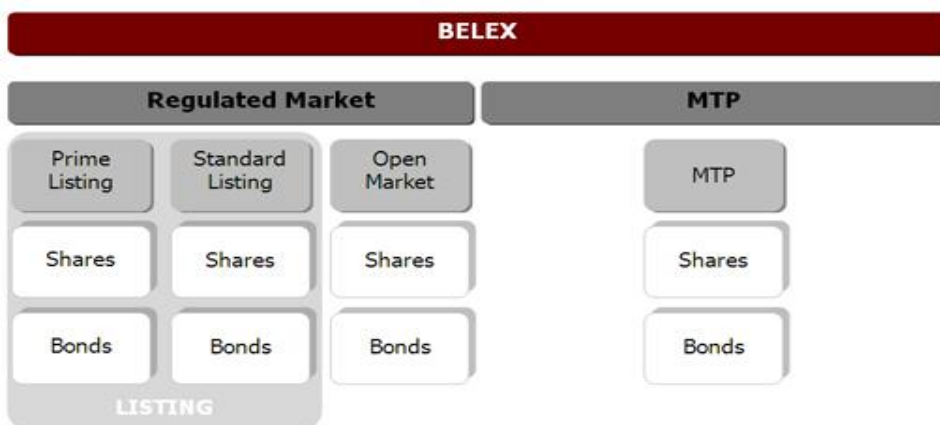 BELEX
Regulated Market
MTP
Prime
Listing
Standard
Listing
Open
Market
MTP
Shares
Shares
Shares
Shares
Bonds
Bonds
Bonds
Bonds
LISTING